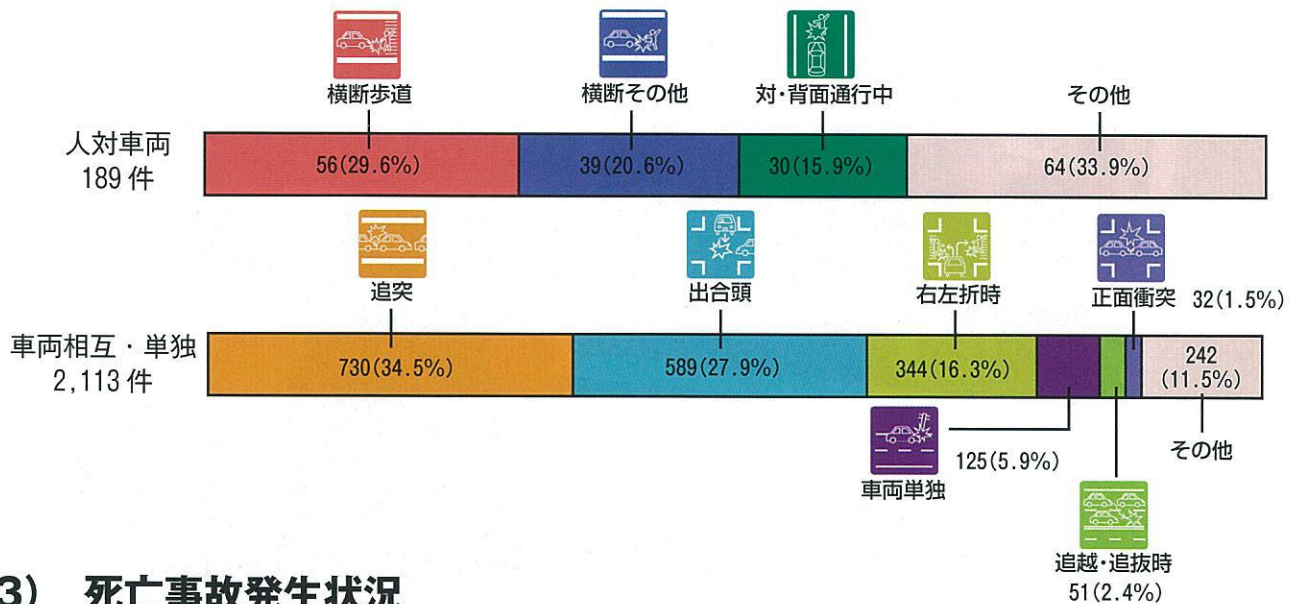 横断歩道
横断その他
対・背面通行中
その他
人対車両
189 件
56(29.6%)
39(20.6%)
30(15.9%)
64(33.9%)
追突
出合頭
右左折時
正面衝突 32(1.5%)
車両相互・単独
2,113 件
730(34.5%)
589(27.9%)
344(16.3%)
242
(11.5%)
その他
車両単独
125(5.9%)
追越・追抜時
51(2.4%)
3) 死亡事故発生状況